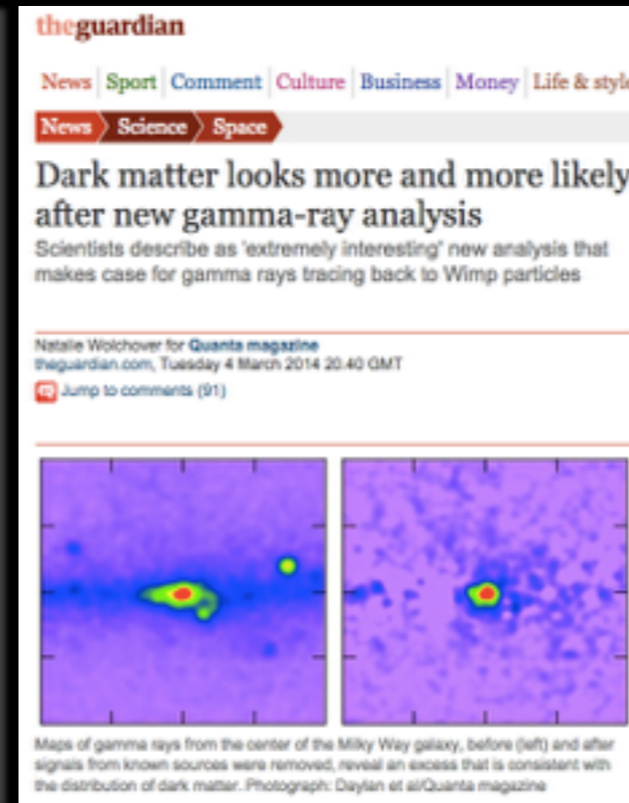 theguardian
News Sport Comment Culture Business Money Life & style
News Science Space
Dark matter looks more and more likely
after new gamma-ray analysis
Scientists describe as 'extremely interesting' new analysis that
makes case for gamma rays tracing back to Wimp particles
Natalie Wolchover for Quanta magazine
theguardian.com, Tuesday 4 March 2014 20.40 GMT
Jump to comments (91)
Maps of gamma rays from the center of the Milky Way galaxy, before (left) and after
signals from known sources were removed, reveal an excess that is consistent with
the distribution of dark matter. Photograph: Daylan et al/Quanta magazine